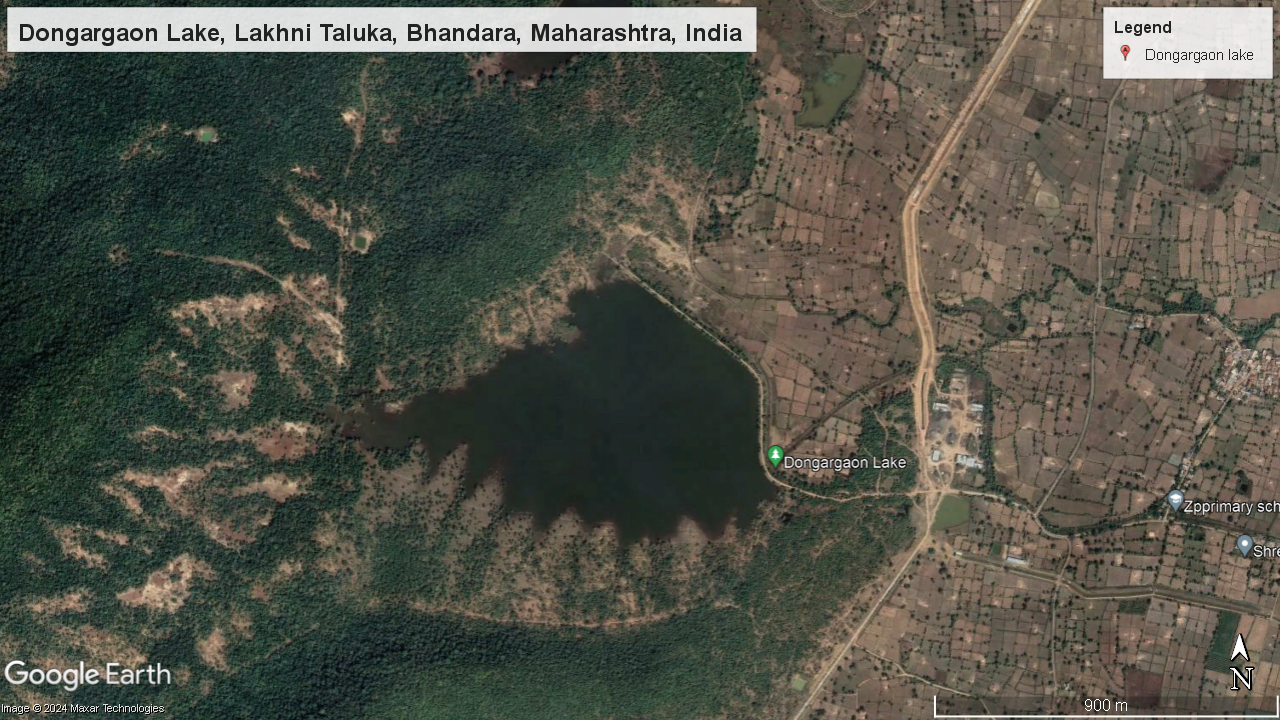 Dongargaon Lake, Lakhni Taluka, Bhandara, Maharashtra, India
Legend
Dongargaon lake
Dongargaon Lake
Zpprimary sch
Shre
Google Earth
N
900 m
Image © 2024 Maxar Technologies